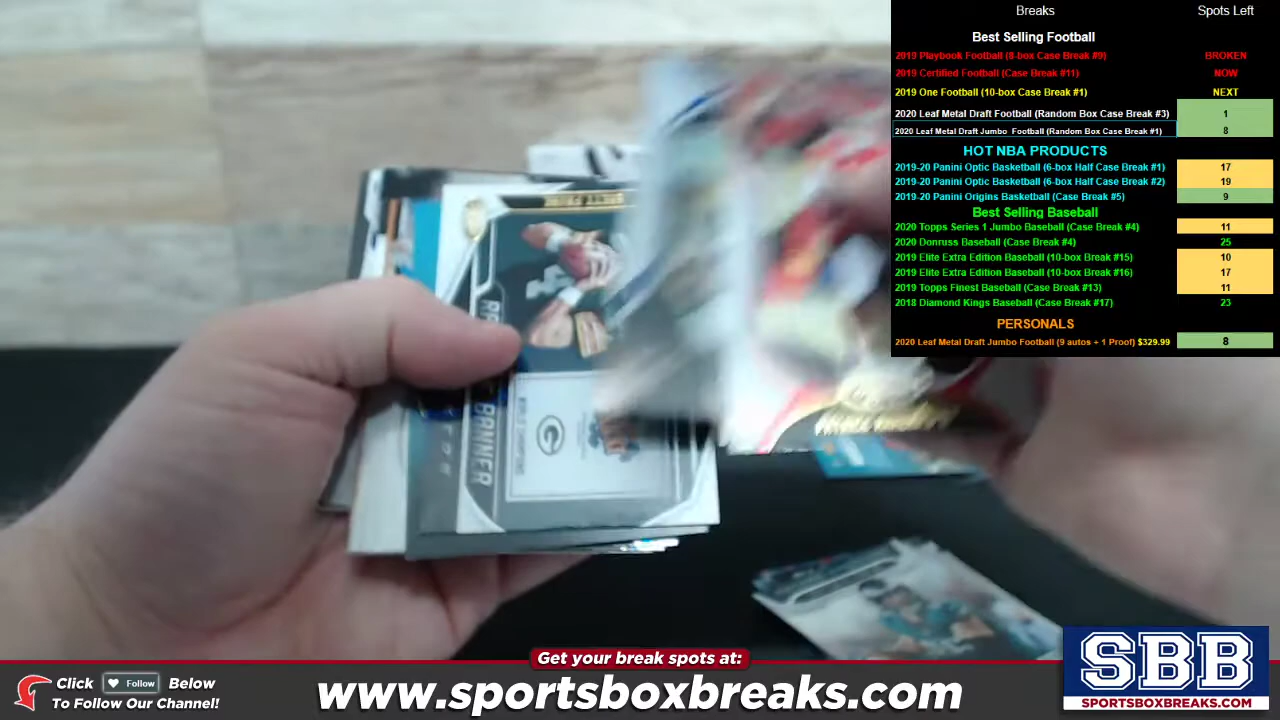 Breaks Spots Left
Best Selling Football
2019 Playbook Football (8-box Case Break #9) BROKEN
2019 Certified Football (Case Break #11) NOW
2019 One Football (10-box Case Break #1) NEXT
2020 Leaf Metal Draft Football (Random Box Case Break #3) 1
2020 Leaf Metal Draft Jumbo Football (Random Box Case Break #1) 8
HOT NBA PRODUCTS
2019-20 Panini Optic Basketball (6-box Half Case Break #1) 17
2019-20 Panini Optic Basketball (6-box Half Case Break #2) 19
2019-20 Panini Origins Basketball (Case Break #5) 9
Best Selling Baseball
2020 Topps Series 1 Jumbo Baseball (Case Break #4) 11
2020 Donruss Baseball (Case Break #4) 25
2019 Elite Extra Edition Baseball (10-box Break #15) 10
2019 Elite Extra Edition Baseball (10-box Break #16) 17
2019 Topps Finest Baseball (Case Break #13) 11
2018 Diamond Kings Baseball (Case Break #17) 23
PERSONALS
2020 Leaf Metal Draft Jumbo Football (9 autos + 1 Proof) $329.99 8
BANNER
G
4
Get your break spots at:
Click Follow Below
To Follow Our Channel!
www.sportsboxbreaks.com
SBB
SPORTSBOXBREAKS.COM